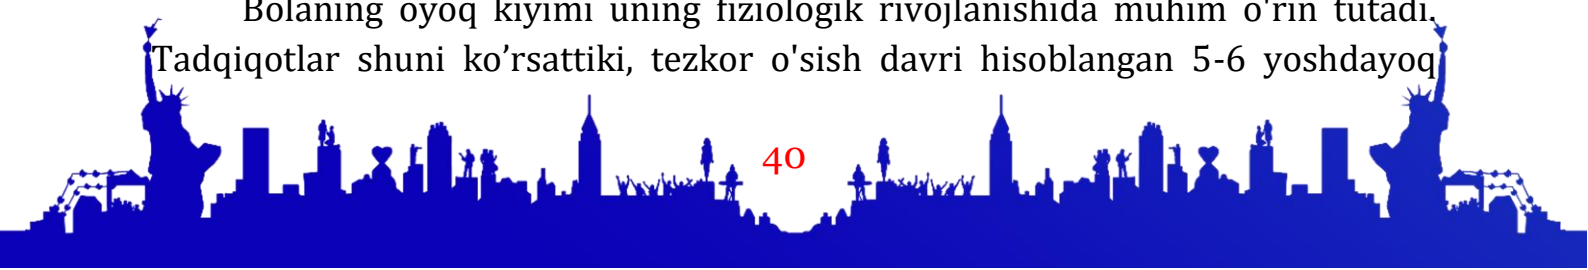 Bolaning oyoq kiyimi uning fiziologik rivojlanishida muhim o'rin tutadi.
Tadqiqotlar shuni ko’rsattiki, tezkor o'sish davri hisoblangan 5-6 yoshdayoq
40